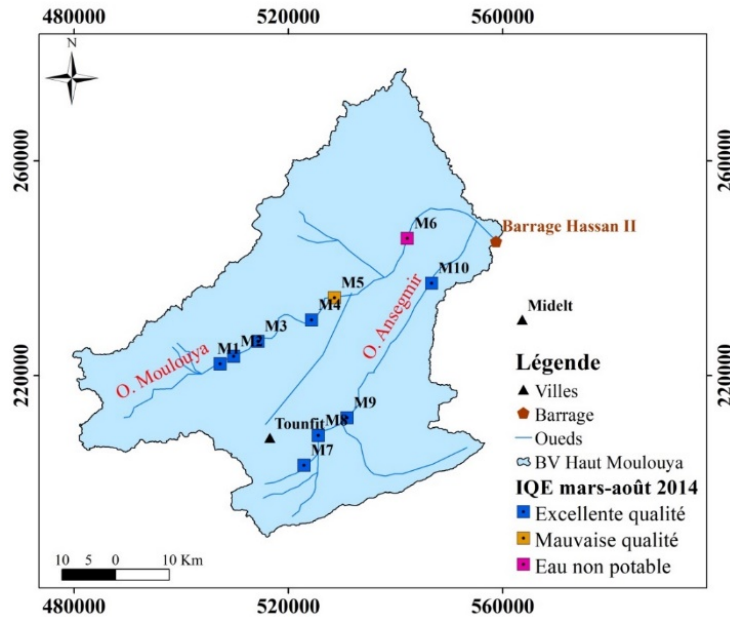 480000 520000 560000
N
260000 260000
M6
Barrage Hassan II
M10
M5
O. Ansegmir
M4
Midelt
M3
O. Moulouya
M2
M1
Légende
220000 220000
Villes
Barrage
M9
Tounfit
M8
Oueds
M7
BV Haut Moulouya
IQE mars-août 2014
Excellente qualité
Mauvaise qualité
Eau non potable
10 5 0 10 Km
480000 520000 560000